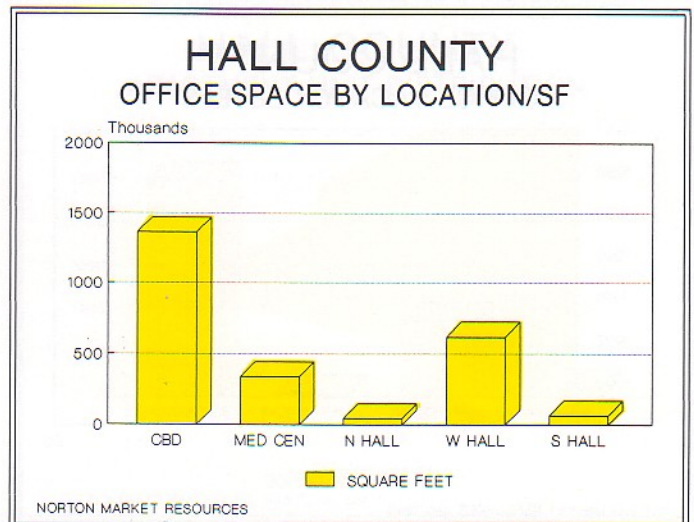 HALL COUNTY
OFFICE SPACE BY LOCATION/SF
Thousands
2000
1500
1000
500
0
CBD MED CEN N HALL W HALL S HALL
SQUARE FEET
NORTON MARKET RESOURCES